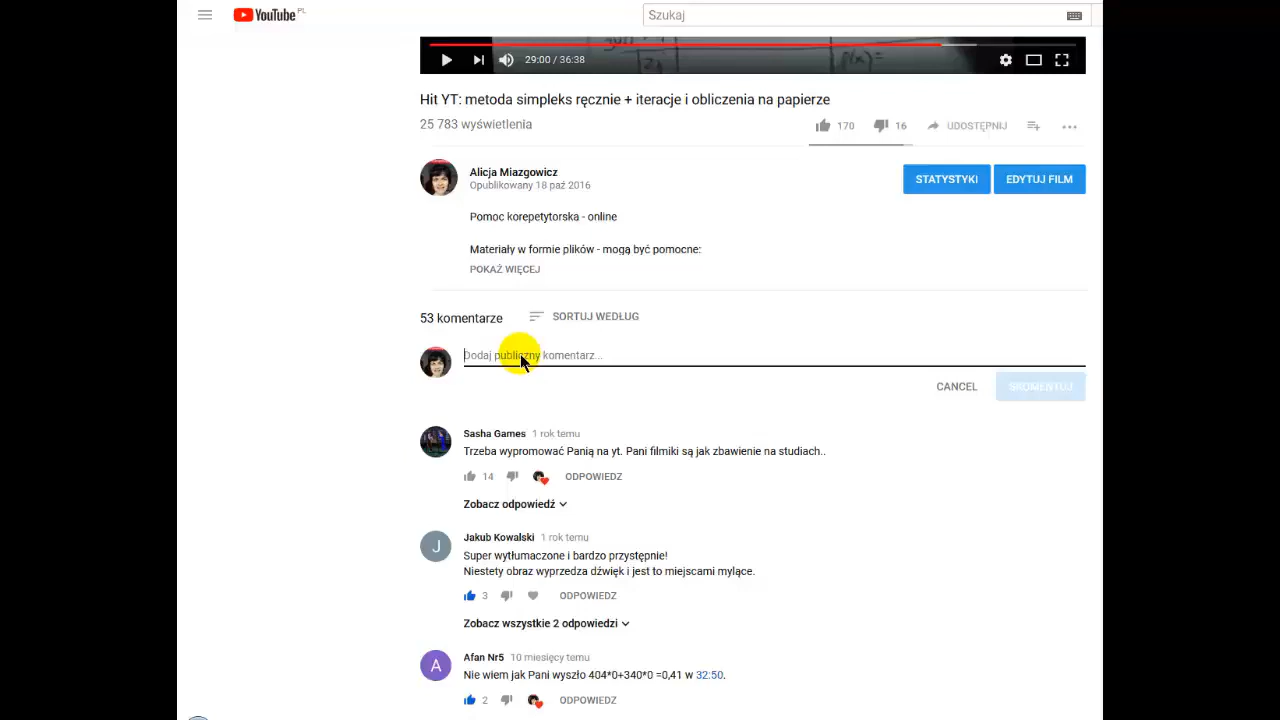 YouTube PL
Szukaj
29:00 / 36:38
Hit YT: metoda simpleks ręcznie + iteracje i obliczenia na papierze
25 783 wyświetlenia
170
16
UDOSTĘPNIJ
Alicja Miazgowicz
Opublikowany 18 paź 2016
STATYSTYKI
EDYTUJ FILM
Pomoc korepetytorska - online
Materiały w formie plików - mogą być pomocne:
POKAŻ WIĘCEJ
53 komentarze
SORTUJ WEDŁUG
Dodaj publiczny komentarz...
CANCEL
SKOMENTUJ
Sasha Games 1 rok temu
Trzeba wypromować Panią na yt. Pani filmiki są jak zbawienie na studiach..
14
ODPOWIEDZ
Zobacz odpowiedź
J
Jakub Kowalski 1 rok temu
Super wytłumaczone i bardzo przystępnie!
Niestety obraz wyprzedza dźwięk i jest to miejscami mylące.
3
ODPOWIEDZ
Zobacz wszystkie 2 odpowiedzi
A
Afan Nr5 10 miesięcy temu
Nie wiem jak Pani wyszło 404*0+340*0 =0,41 w 32:50.
2
ODPOWIEDZ